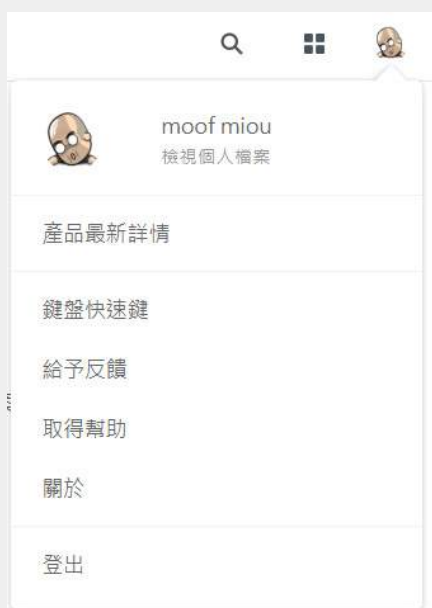 moof miou
檢視個人檔案
產品最新詳情
鍵盤快速鍵
給予反饋
取得幫助
關於
登出